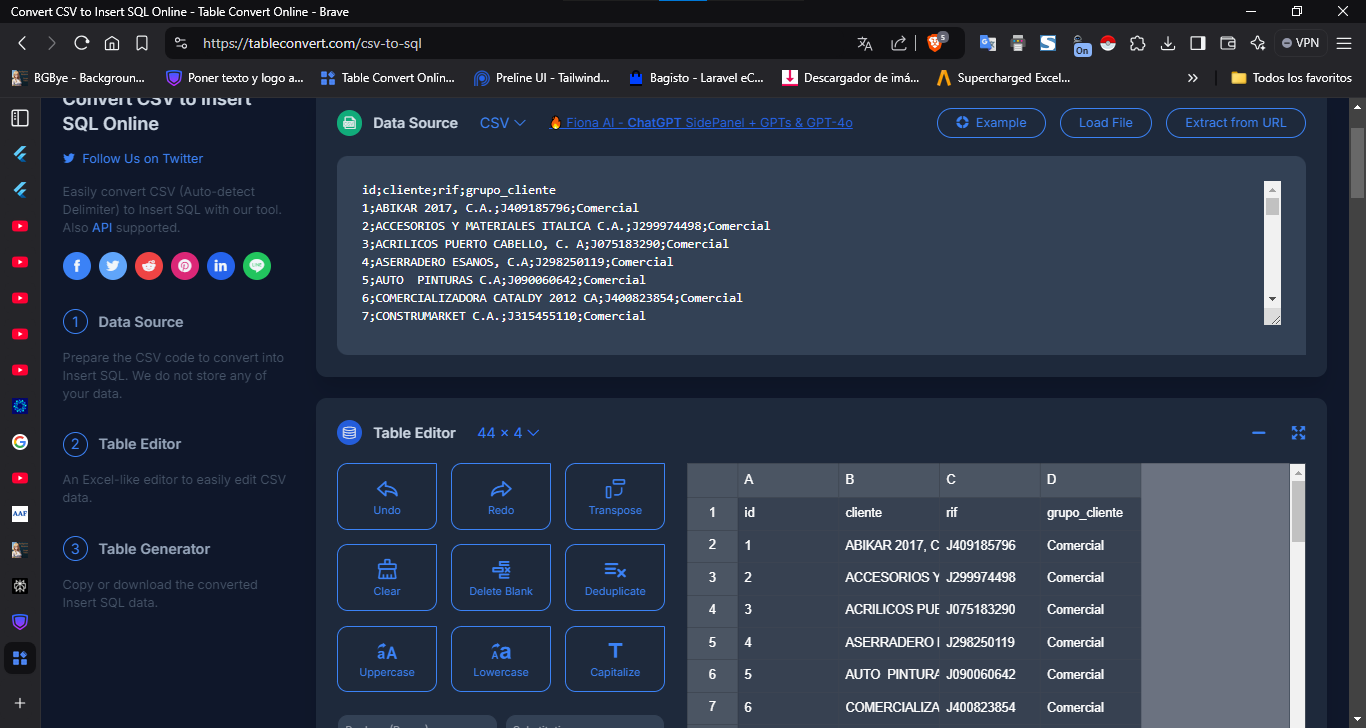 Convert CSV to Insert SQL Online - Table Convert Online - Brave
https://tableconvert.com/csv-to-sql
5
On
VPN
BGBye - Backgroun...
Poner texto y logo a...
Table Convert Onlin...
Preline UI - Tailwind...
Bagisto - Laravel eC...
Descargador de imá...
Supercharged Excel...
Todos los favoritos
Convert CSV to Insert
SQL Online
Follow Us on Twitter
Easily convert CSV (Auto-detect
Delimiter) to Insert SQL with our tool.
Also API supported.
1 Data Source
Prepare the CSV code to convert into
Insert SQL. We do not store any of
your data.
2 Table Editor
An Excel-like editor to easily edit CSV
data.
3 Table Generator
Copy or download the converted
Insert SQL data.
AAF
Data Source CSV Fiona AI - ChatGPT SidePanel + GPTs & GPT-4o Example Load File Extract from URL
id;cliente;rif;grupo_cliente
1;ABIKAR 2017, C.A.;J409185796;Comercial
2;ACCESORIOS Y MATERIALES ITALICA C.A.;J299974498;Comercial
3;ACRILICOS PUERTO CABELLO, C. A;J075183290;Comercial
4;ASERRADERO ESANOS, C.A;J298250119;Comercial
5;AUTO  PINTURAS C.A;J090060642;Comercial
6;COMERCIALIZADORA CATALDY 2012 CA;J400823854;Comercial
7;CONSTRUMARKET C.A.;J315455110;Comercial
Table Editor 44 × 4
Undo Redo Transpose
Clear Delete Blank Deduplicate
Uppercase Lowercase Capitalize
A B C D
1 id cliente rif grupo_cliente
2 1 ABIKAR 2017, C J409185796 Comercial
3 2 ACCESORIOS Y J299974498 Comercial
4 3 ACRILICOS PUE J075183290 Comercial
5 4 ASERRADERO J298250119 Comercial
6 5 AUTO  PINTURA J090060642 Comercial
7 6 COMERCIALIZA J400823854 Comercial